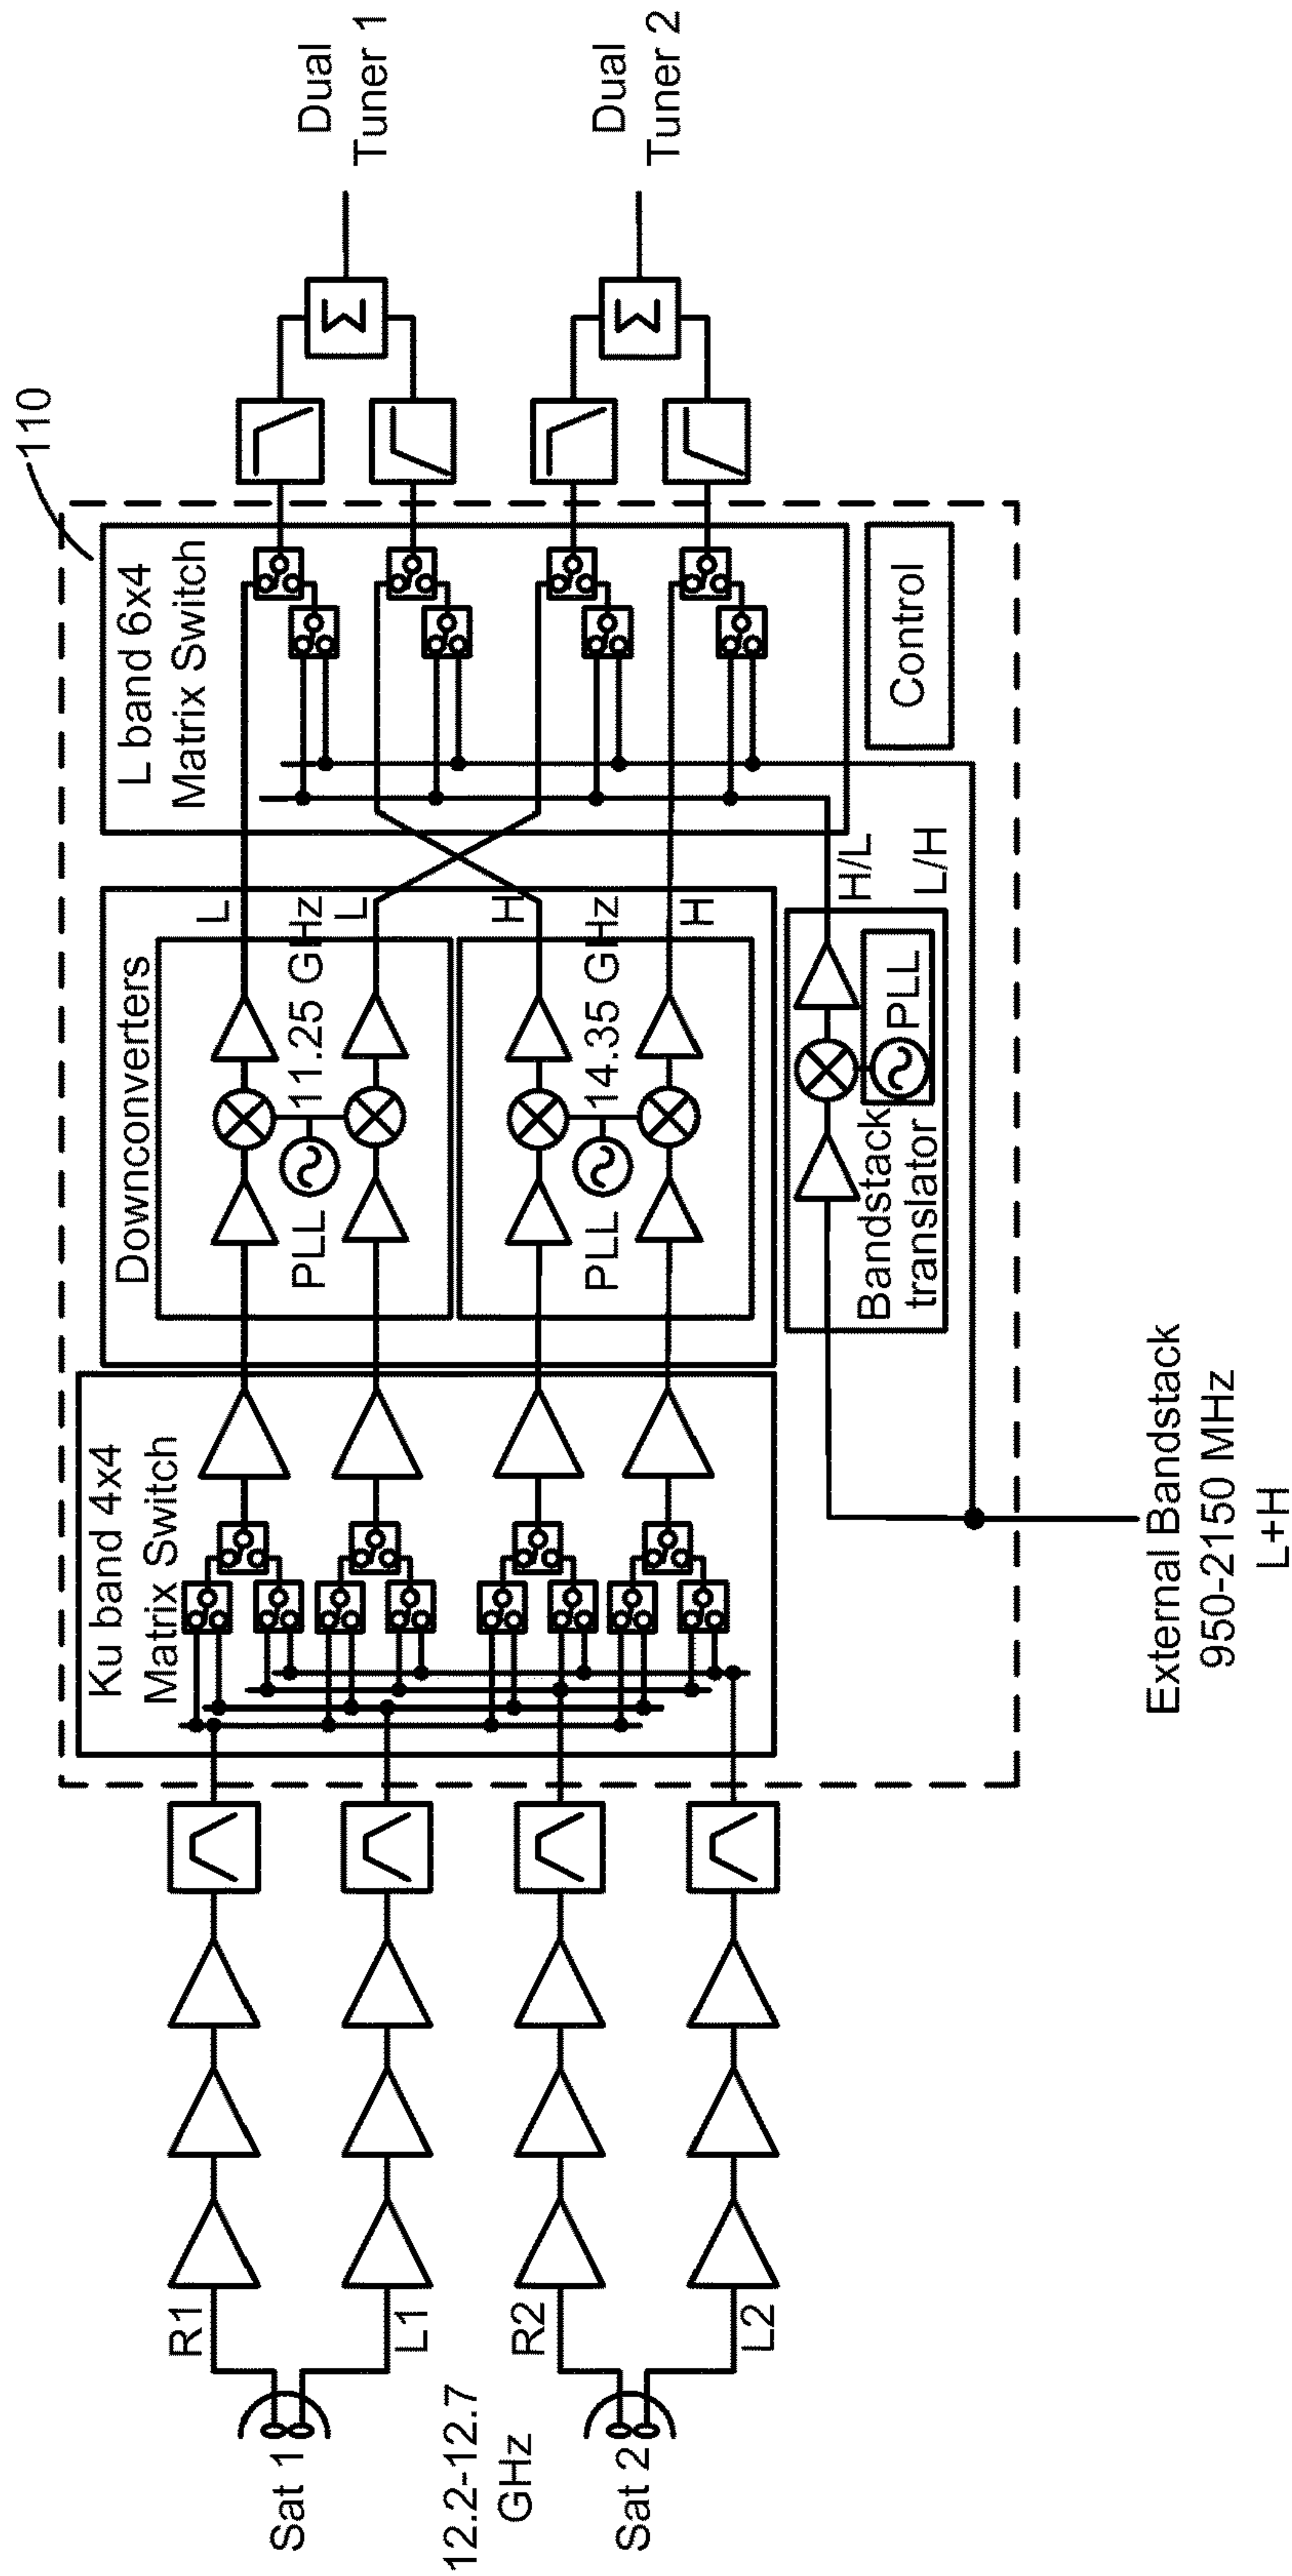 110
Sat 1
R1
L1
12.2-12.7
GHz
Sat 2
R2
L2
Ku band 4x4
Matrix Switch
Downconverters
PLL
11.25 GHz
L
L
PLL
14.35 GHz
H
H
Bandstack
translator
PLL
H/L
L/H
L band 6x4
Matrix Switch
Control
Σ
Σ
Dual
Tuner 1
Dual
Tuner 2
External Bandstack
950-2150 MHz
L+H